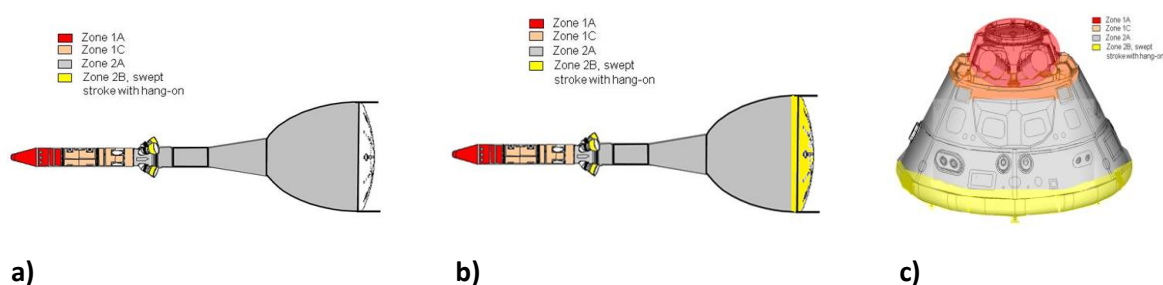 Zone 1A
Zone 1C
Zone 2A
Zone 2B, swept
stroke with hang-on
a)
Zone 1A
Zone 1C
Zone 2A
Zone 2B, swept
stroke with hang-on
b)
Zone 1A
Zone 1C
Zone 2A
Zone 2B, swept
stroke with hang-on
c)